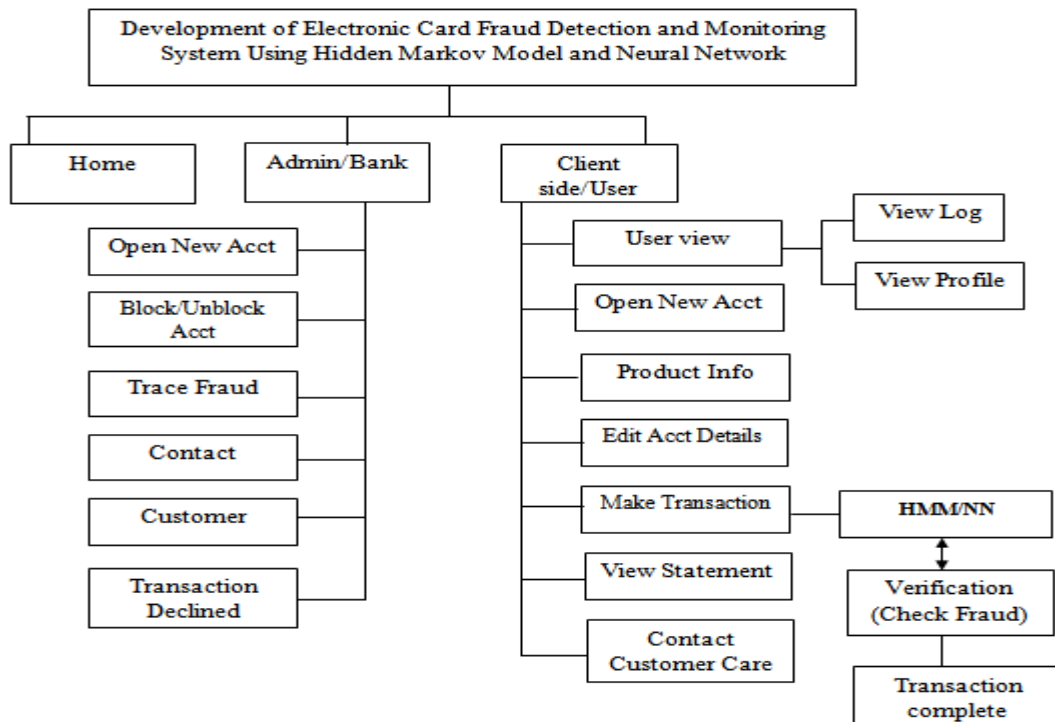 Development of Electronic Card Fraud Detection and Monitoring
System Using Hidden Markov Model and Neural Network
Home
Admin/Bank
Client
side/User
Open New Acct
Block/Unblock
Acct
Trace Fraud
Contact
Customer
Transaction
Declined
User view
View Log
View Profile
Open New Acct
Product Info
Edit Acct Details
Make Transaction
HMM/NN
Verification
(Check Fraud)
Transaction
complete
View Statement
Contact
Customer Care